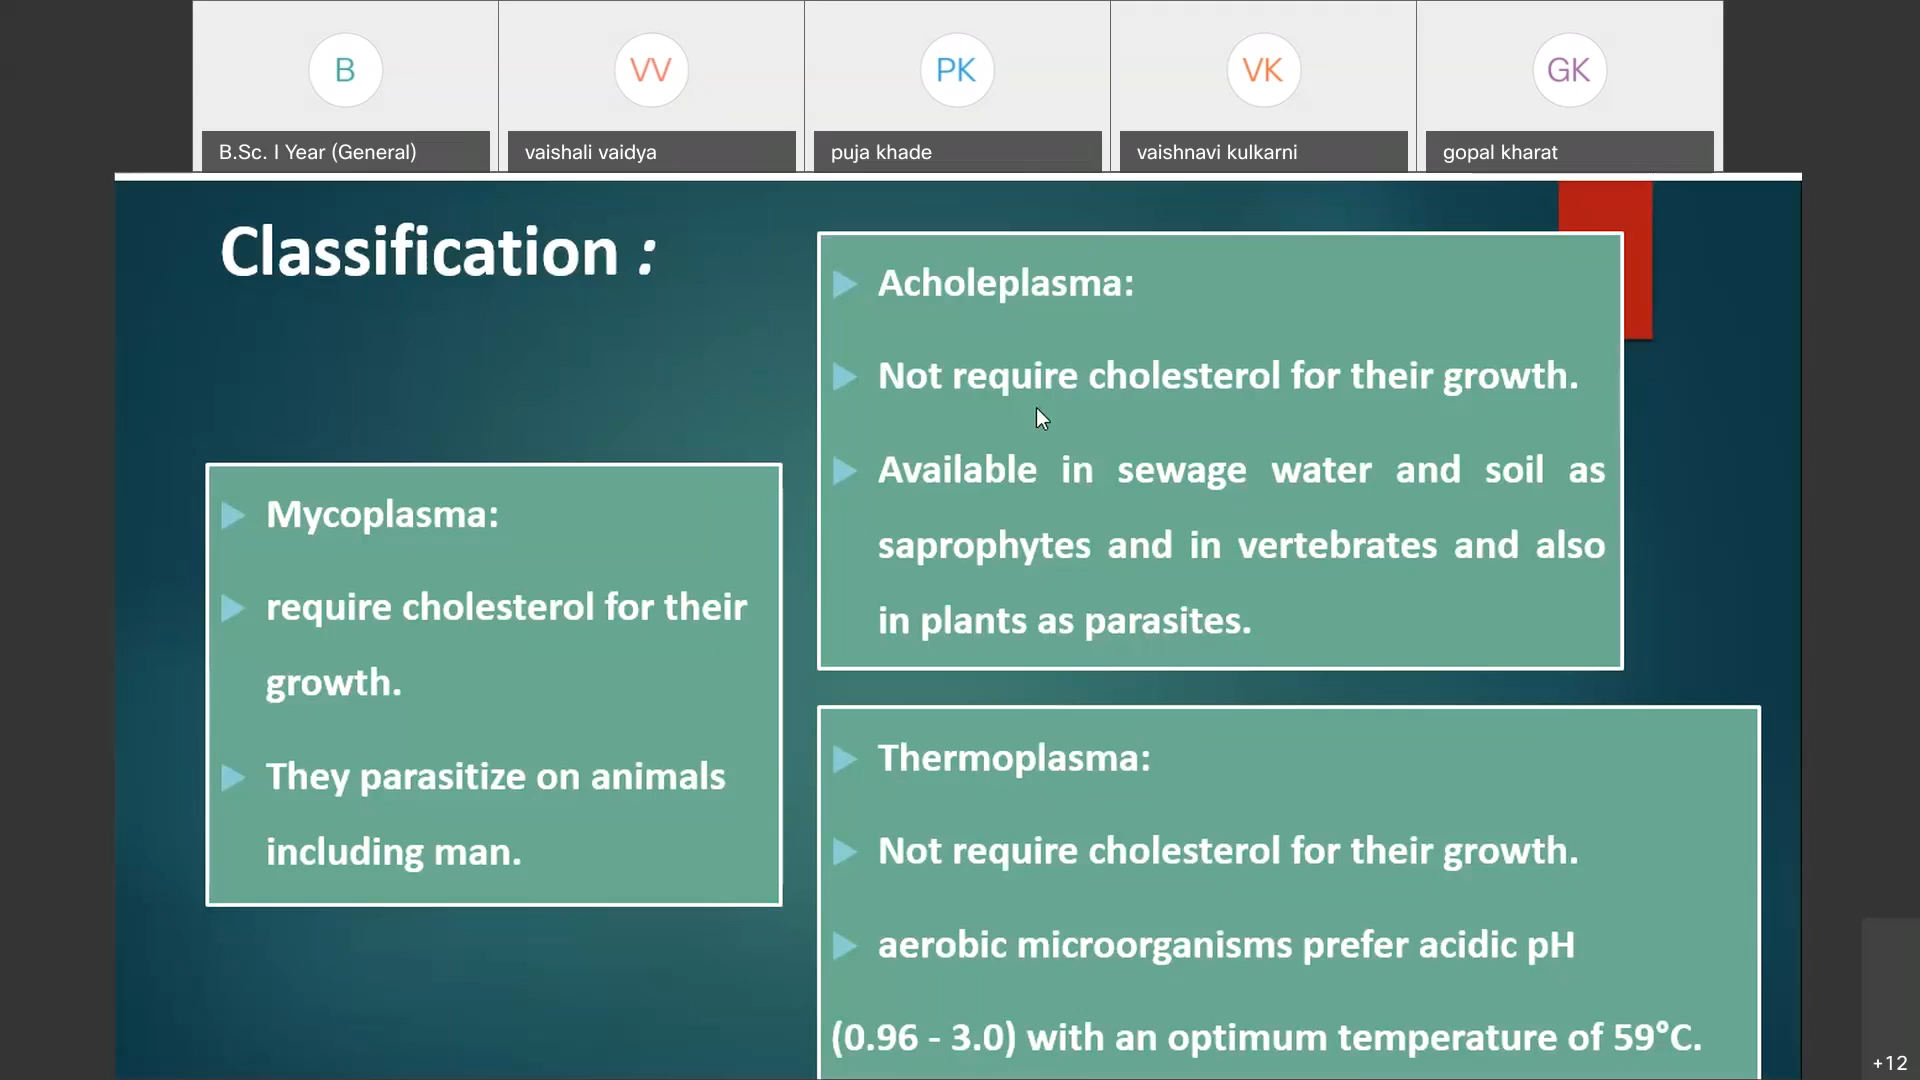 B
VV
PK
VK
GK
B.Sc. I Year (General)
vaishali vaidya
puja khade
vaishnavi kulkarni
gopal kharat
Classification :
Mycoplasma:
require cholesterol for their
growth.
They parasitize on animals
including man.
Acholeplasma:
Not require cholesterol for their growth.
Available in sewage water and soil as
saprophytes and in vertebrates and also
in plants as parasites.
Thermoplasma:
Not require cholesterol for their growth.
aerobic microorganisms prefer acidic pH
(0.96 - 3.0) with an optimum temperature of 59°C.
+12